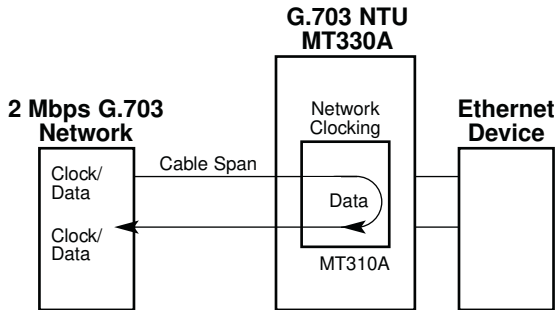 G.703 NTU
MT330A
2 Mbps G.703
Network
Network
Clocking
Ethernet
Device
Clock/
Data
Cable Span
Data
Clock/
Data
MT310A